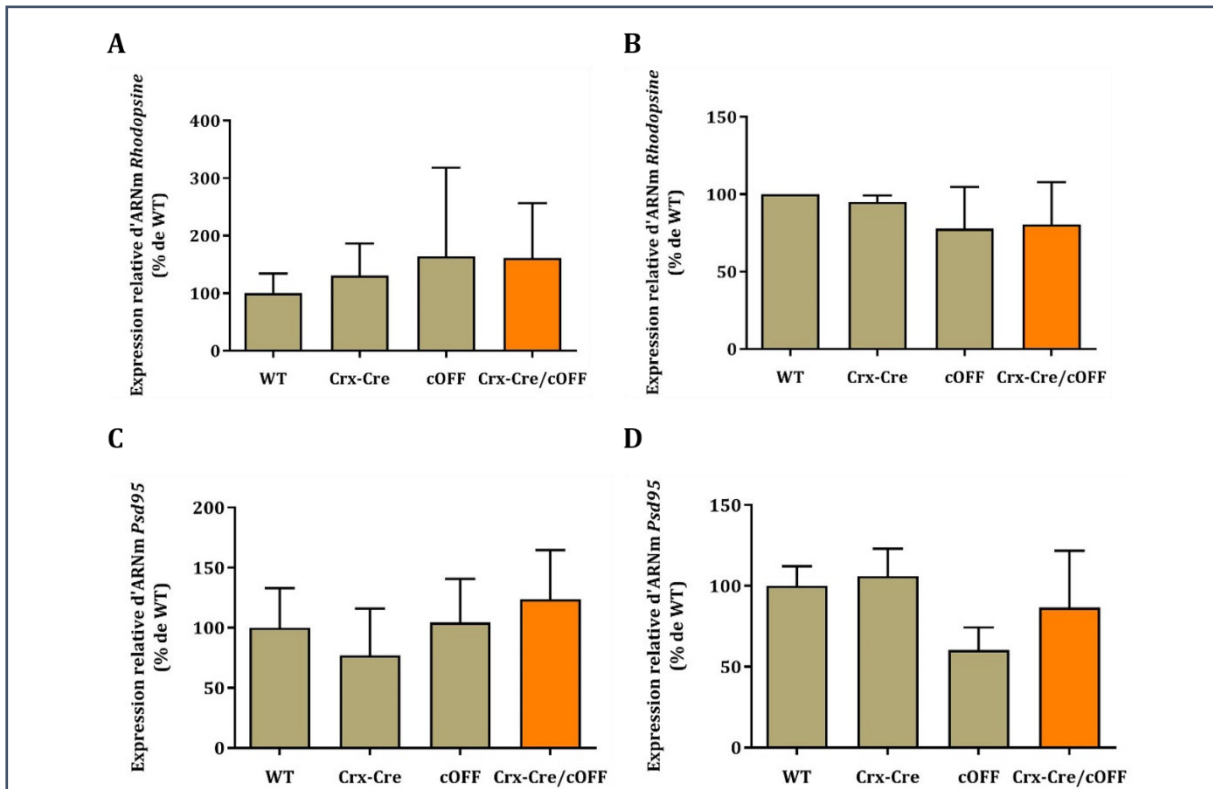 A
Expression relative d'ARNm Rhodopsine
(% de WT)
400
300
200
100
0
WT Crx-Cre cOFF Crx-Cre/cOFF
B
Expression relative d'ARNm Rhodopsine
(% de WT)
150
100
50
0
WT Crx-Cre cOFF Crx-Cre/cOFF
C
Expression relative d'ARNm Psd95
(% de WT)
200
150
100
50
0
WT Crx-Cre cOFF Crx-Cre/cOFF
D
Expression relative d'ARNm Psd95
(% de WT)
150
100
50
0
WT Crx-Cre cOFF Crx-Cre/cOFF